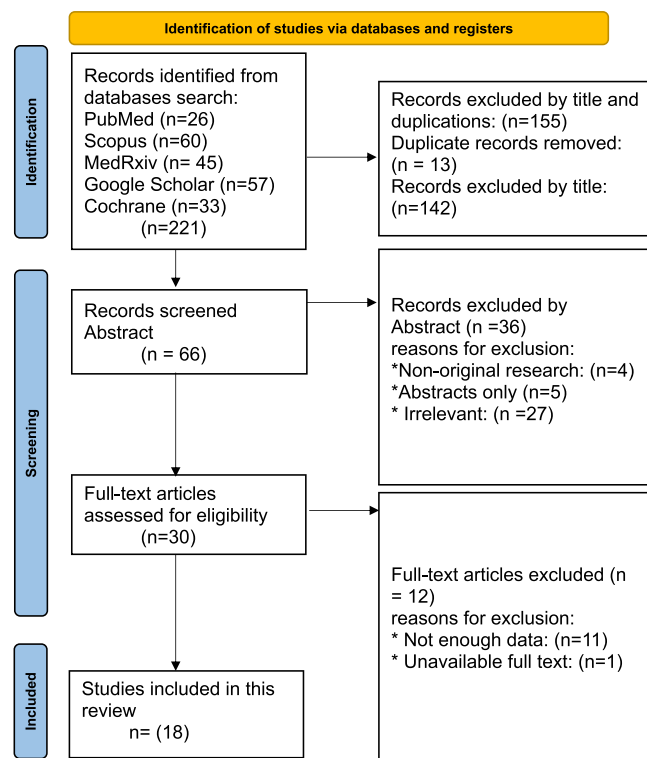 Identification of studies via databases and registers
Identification
Records identified from
databases search:
PubMed (n=26)
Scopus (n=60)
MedRxiv (n= 45)
Google Scholar (n=57)
Cochrane (n=33)
(n=221)
Records excluded by title and
duplications: (n=155)
Duplicate records removed:
(n = 13)
Records excluded by title:
(n=142)
Screening
Records screened
Abstract
(n = 66)
Records excluded by
Abstract (n =36)
reasons for exclusion:
*Non-original research: (n=4)
*Abstracts only (n=5)
* Irrelevant: (n =27)
Full-text articles
assessed for eligibility
(n=30)
Full-text articles excluded (n
= 12)
reasons for exclusion:
* Not enough data: (n=11)
* Unavailable full text: (n=1)
Included
Studies included in this
review
n= (18)